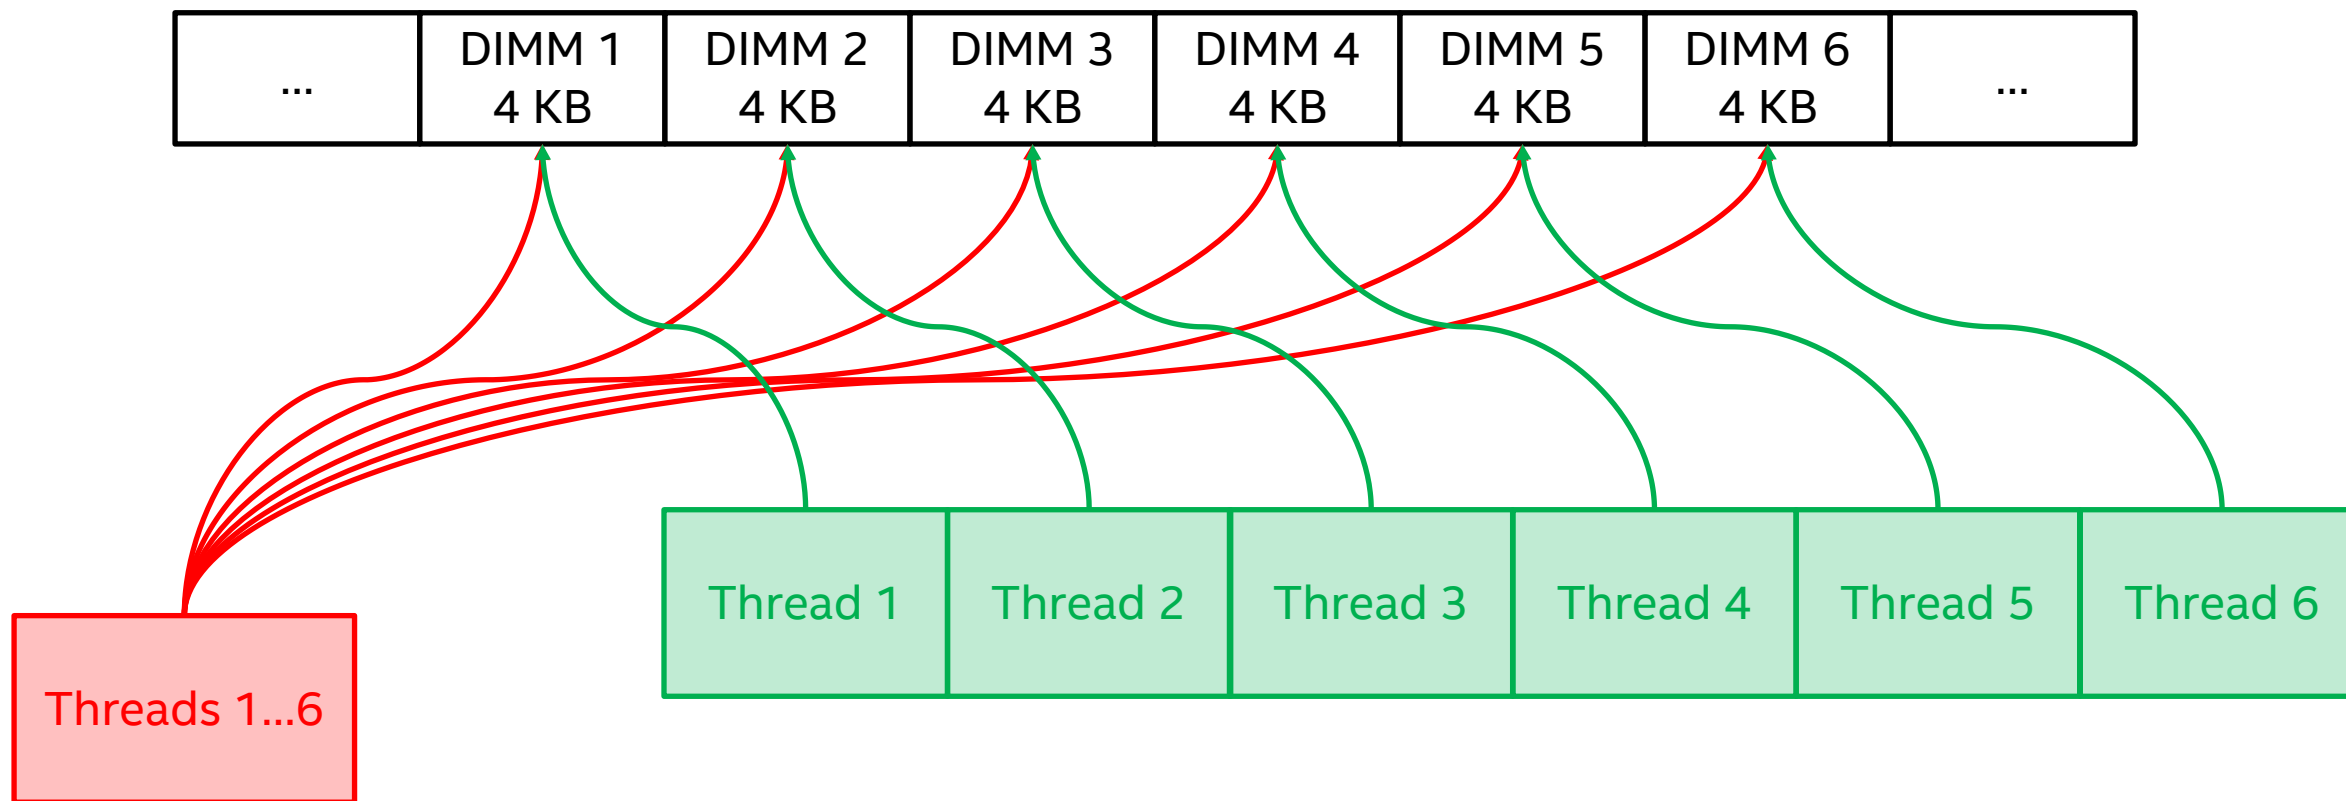 ...
DIMM 1
4 KB
DIMM 2
4 KB
DIMM 3
4 KB
DIMM 4
4 KB
DIMM 5
4 KB
DIMM 6
4 KB
...
Thread 1
Thread 2
Thread 3
Thread 4
Thread 5
Thread 6
Threads 1...6